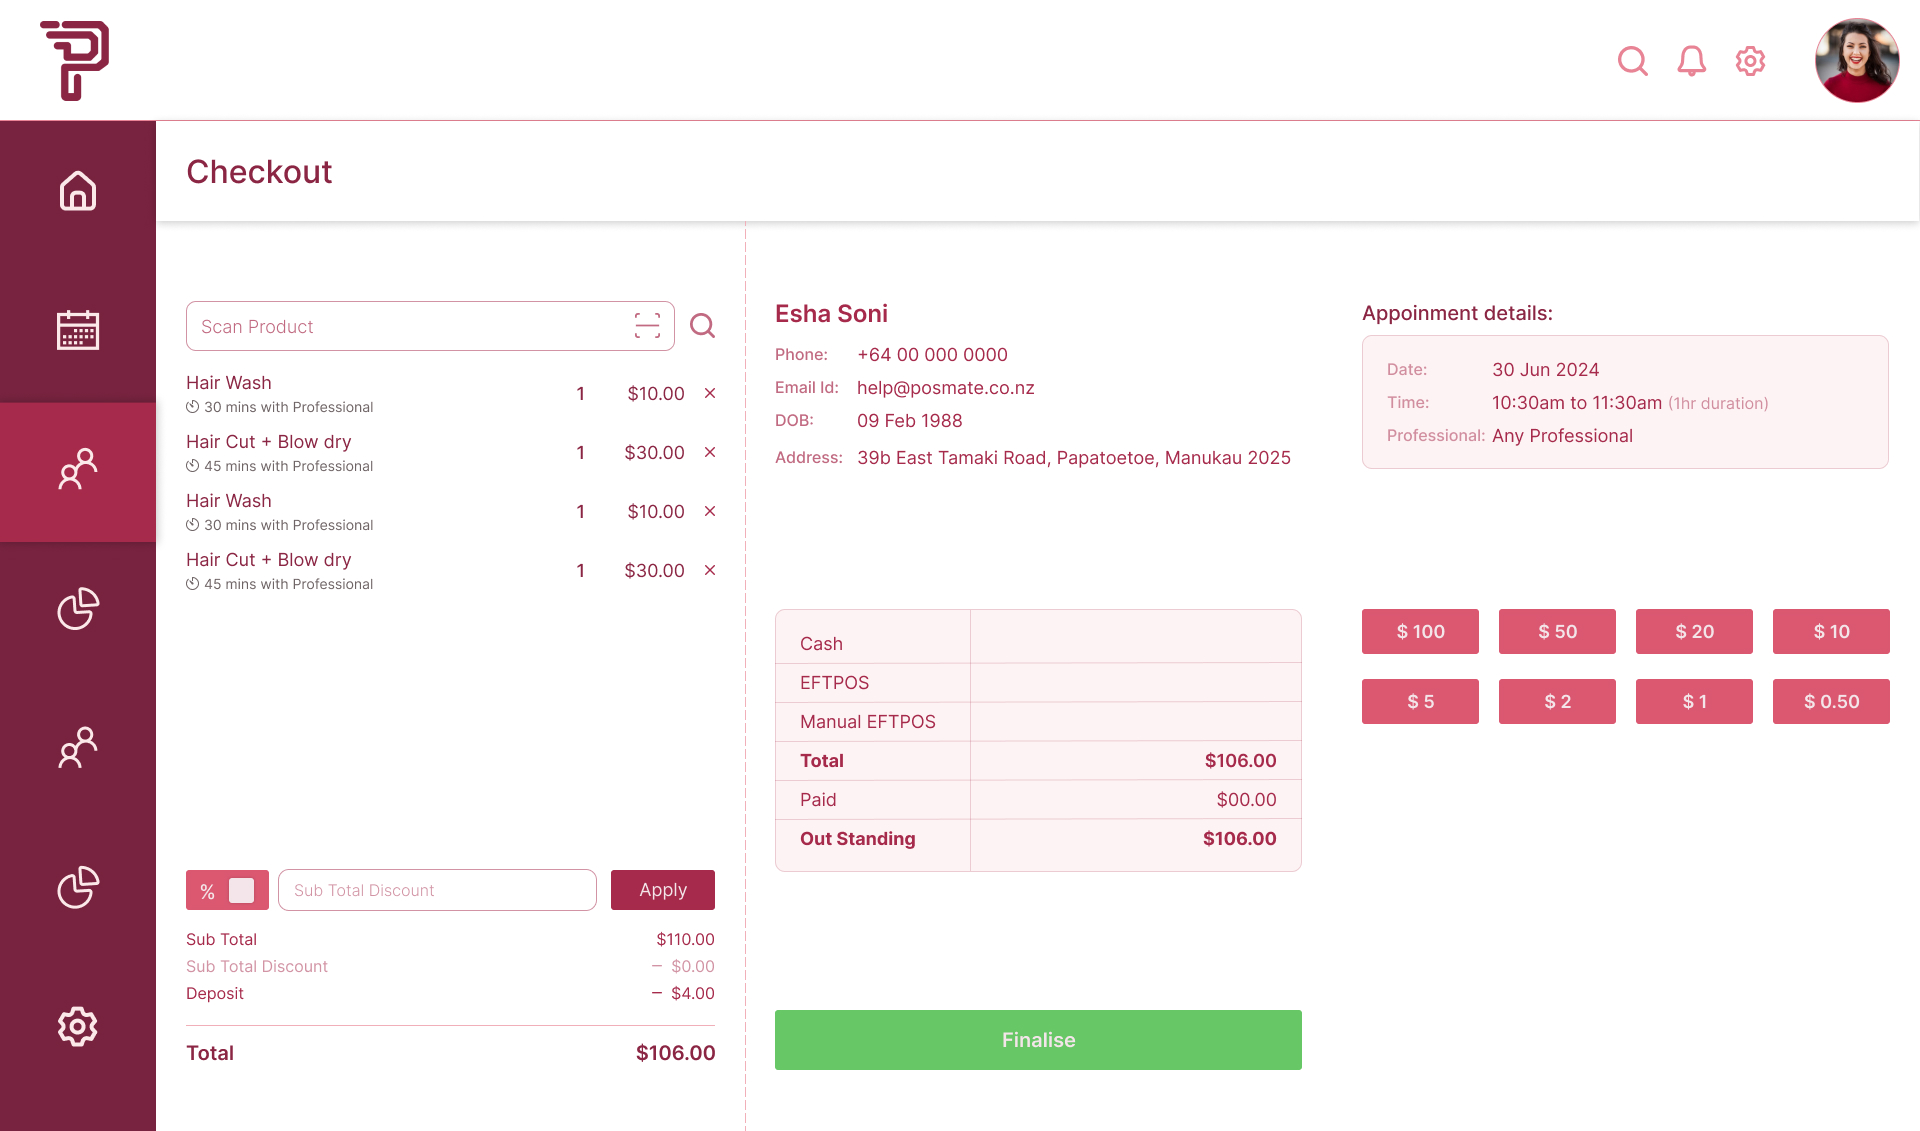 Checkout
Scan Product
Hair Wash 1 $10.00 ×
30 mins with Professional
Hair Cut + Blow dry 1 $30.00 ×
45 mins with Professional
Hair Wash 1 $10.00 ×
30 mins with Professional
Hair Cut + Blow dry 1 $30.00 ×
45 mins with Professional
% Sub Total Discount Apply
Sub Total $110.00
Sub Total Discount – $0.00
Deposit – $4.00
Total $106.00
Esha Soni
Phone: +64 00 000 0000
Email Id: help@posmate.co.nz
DOB: 09 Feb 1988
Address: 39b East Tamaki Road, Papatoetoe, Manukau 2025
Cash
EFTPOS
Manual EFTPOS
Total $106.00
Paid $00.00
Out Standing $106.00
Finalise
Appoinment details:
Date: 30 Jun 2024
Time: 10:30am to 11:30am (1hr duration)
Professional: Any Professional
$ 100 $ 50 $ 20 $ 10
$ 5 $ 2 $ 1 $ 0.50